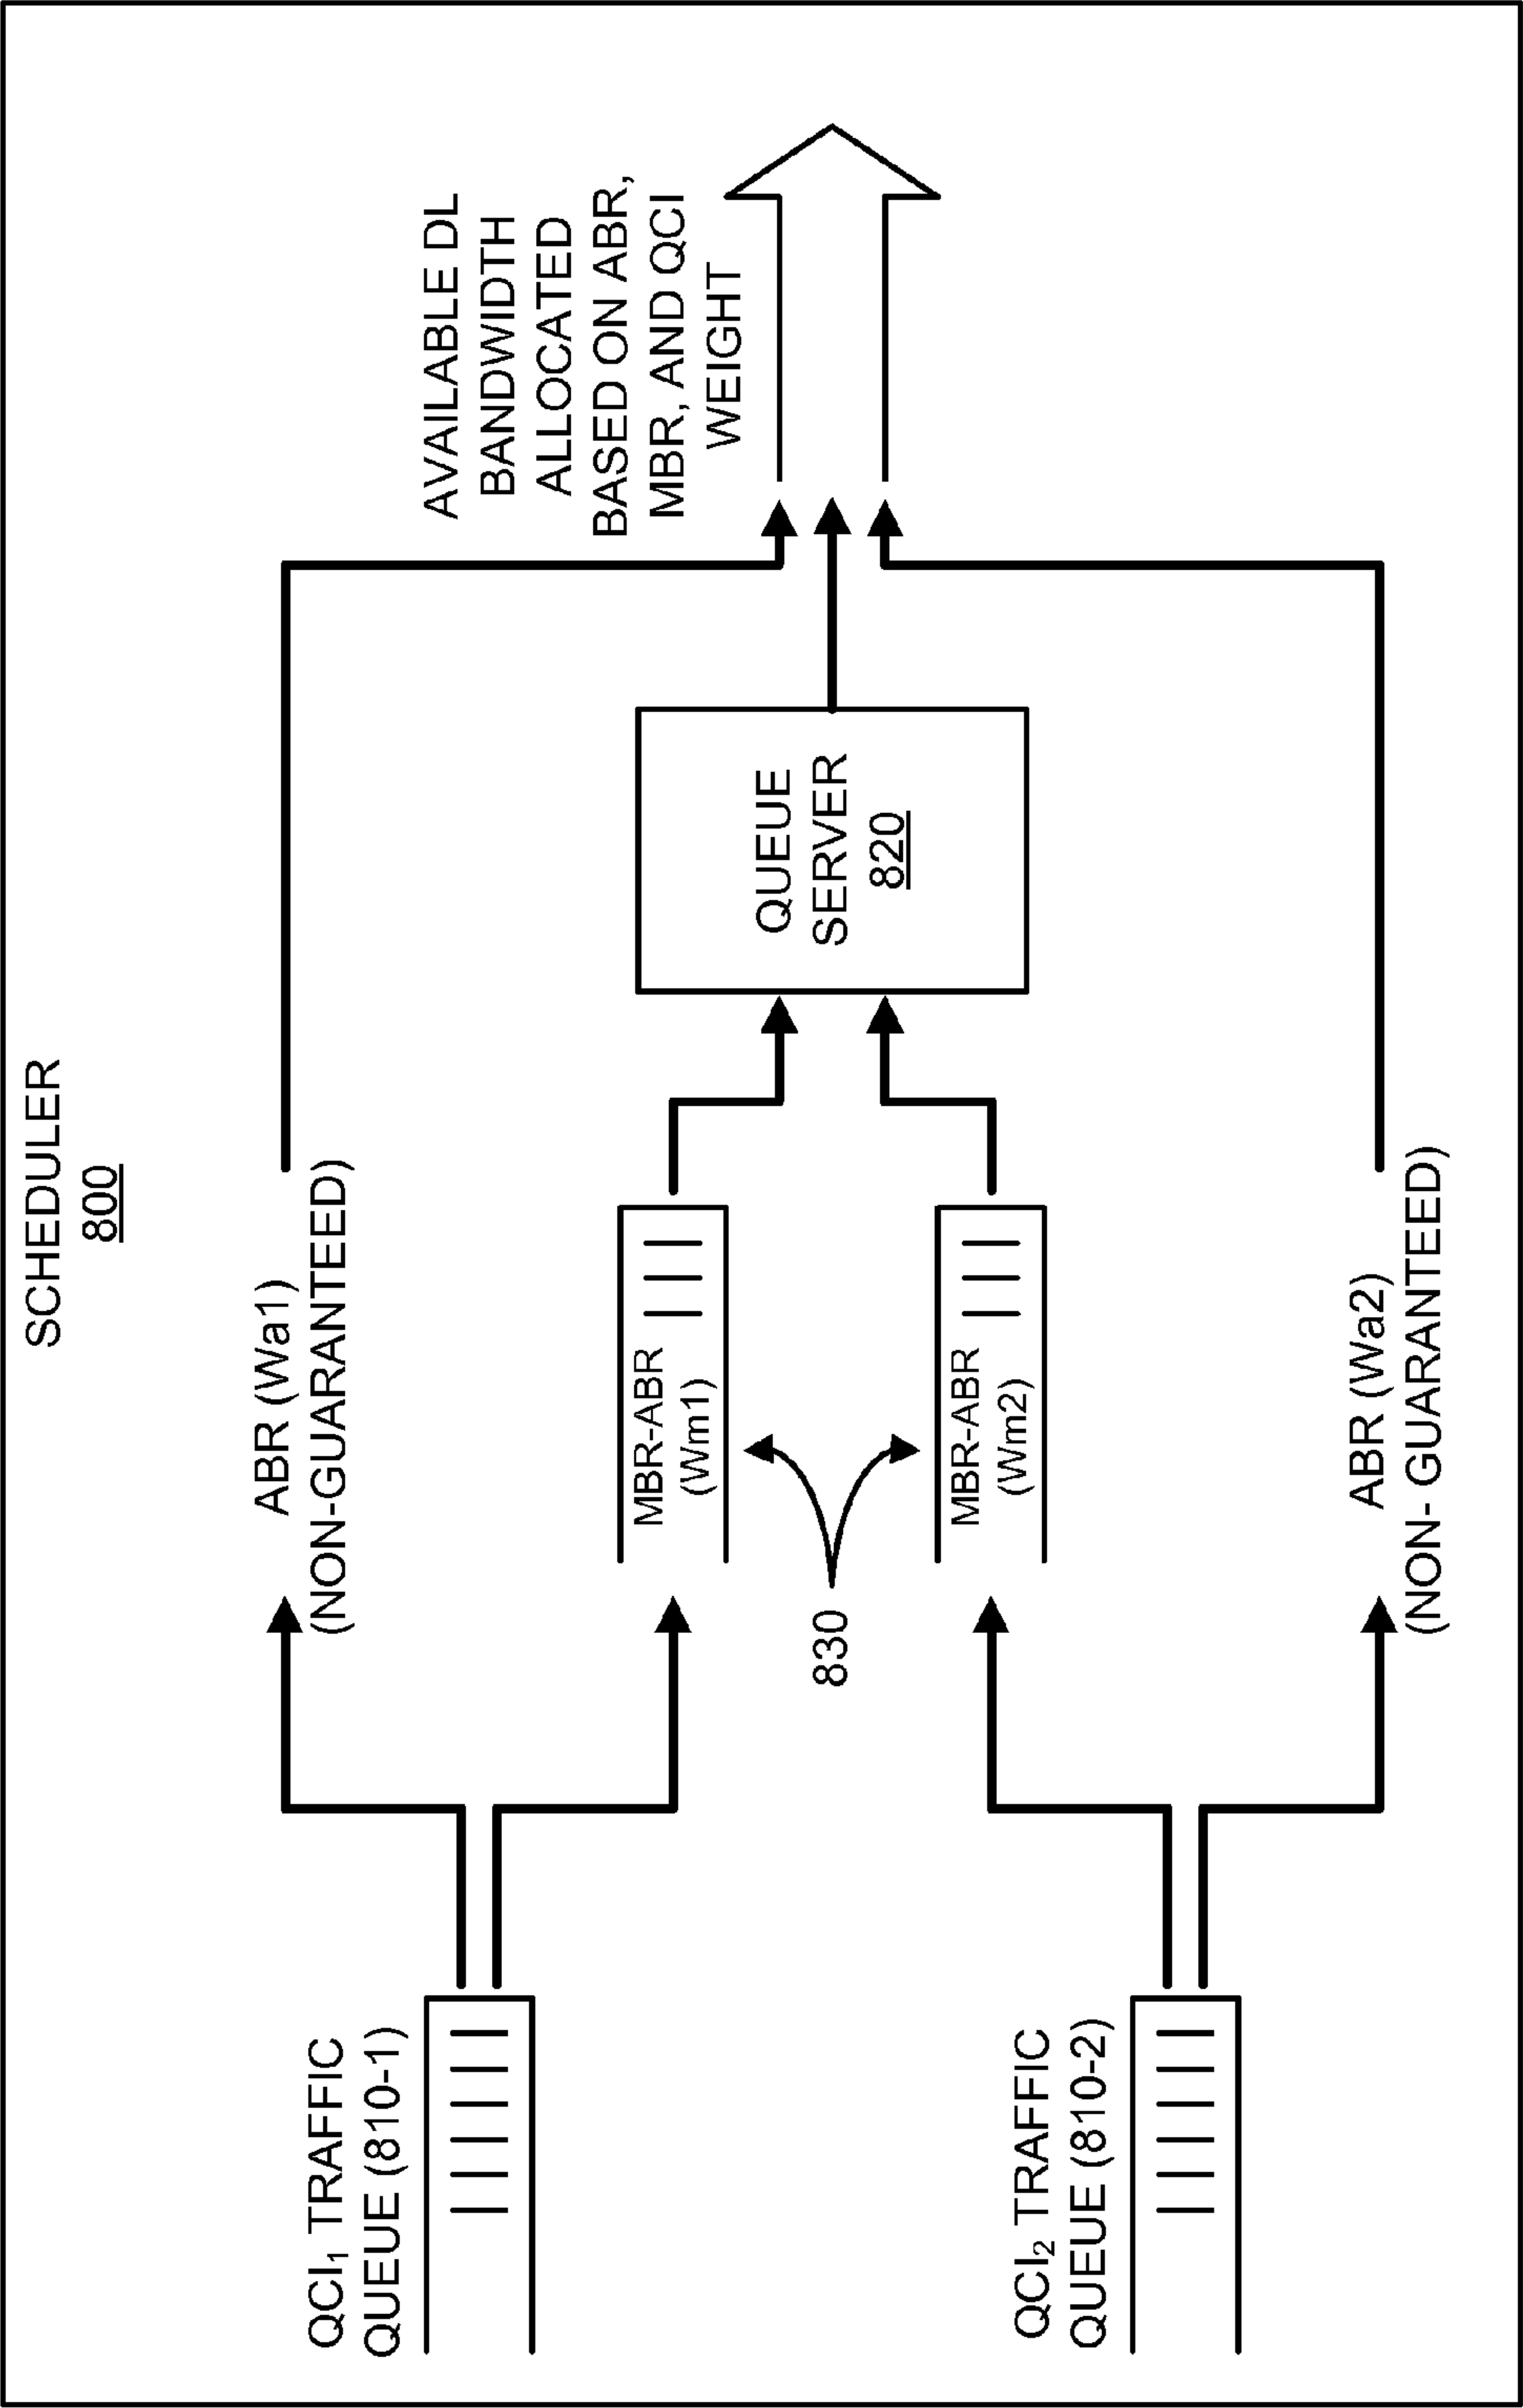 SCHEDULER
800
ABR (Wa1)
(NON-GUARANTEED)
AVAILABLE DL
BANDWIDTH
ALLOCATED
BASED ON ABR,
MBR, AND QCI
WEIGHT
QCI₁ TRAFFIC
QUEUE (810-1)
MBR-ABR
(Wm1)
QUEUE
SERVER
820
830
MBR-ABR
(Wm2)
QCI₂ TRAFFIC
QUEUE (810-2)
ABR (Wa2)
(NON- GUARANTEED)